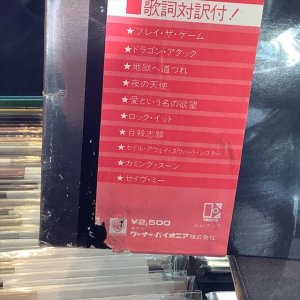 歌詞対訳付!
★プレイ・ザ・ゲーム
★ドラゴン・アタック
★地獄へ道づれ
★夜の天使
★愛という名の欲望
★ロック・イット
★自殺志願
★セイル・アウェイ・スウィート・シスター
★カミング・スーン
★セイヴ・ミー
¥2,500
ワーナー・パイオニア株式会社